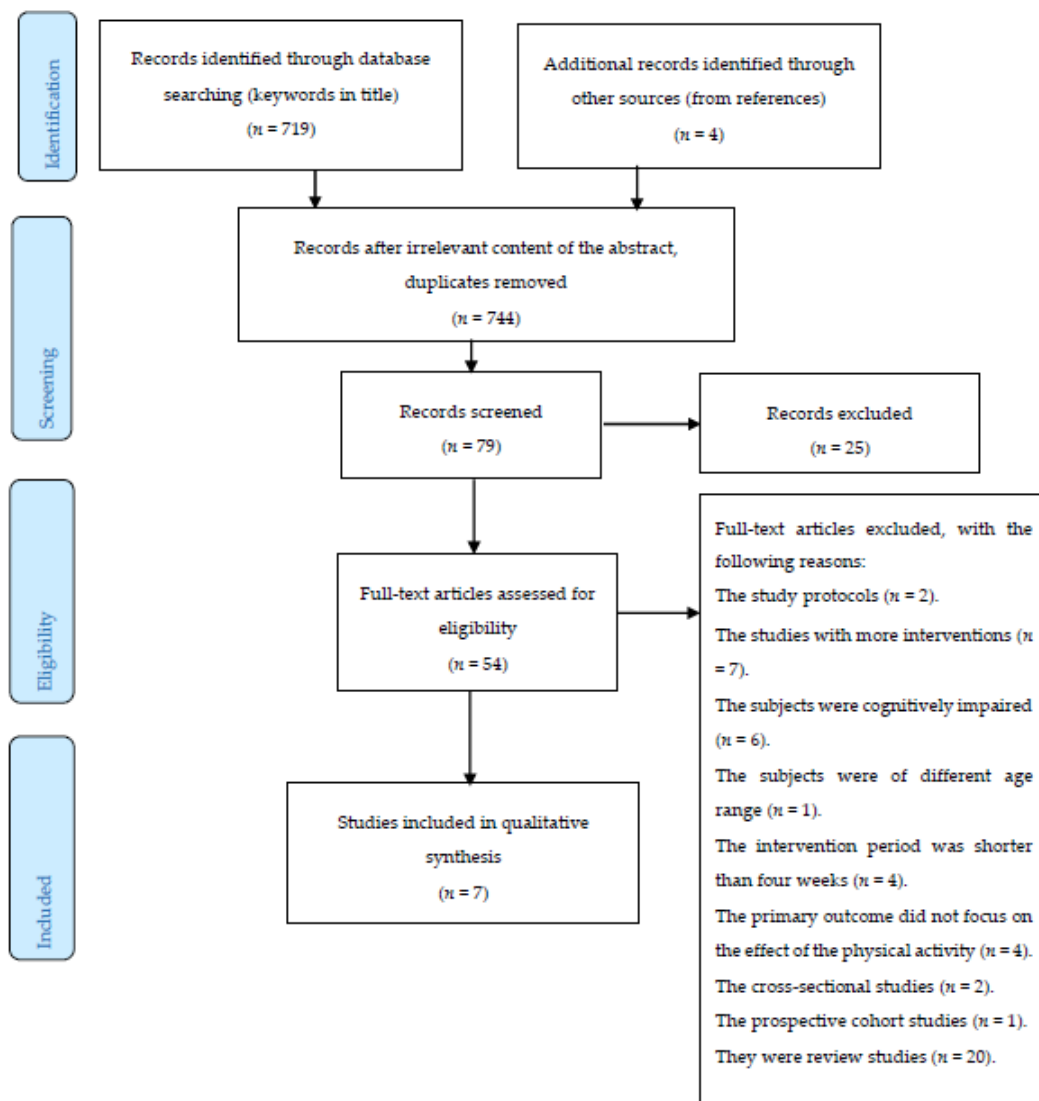 Identification
Records identified through database
searching (keywords in title)
(n = 719)
Additional records identified through
other sources (from references)
(n = 4)
Screening
Records after irrelevant content of the abstract,
duplicates removed
(n = 744)
Records screened
(n = 79)
Records excluded
(n = 25)
Eligibility
Full-text articles assessed for
eligibility
(n = 54)
Full-text articles excluded, with the
following reasons:
The study protocols (n = 2).
The studies with more interventions (n
= 7).
The subjects were cognitively impaired
(n = 6).
The subjects were of different age
range (n = 1).
The intervention period was shorter
than four weeks (n = 4).
The primary outcome did not focus on
the effect of the physical activity (n = 4).
The cross-sectional studies (n = 2).
The prospective cohort studies (n = 1).
They were review studies (n = 20).
Included
Studies included in qualitative
synthesis
(n = 7)